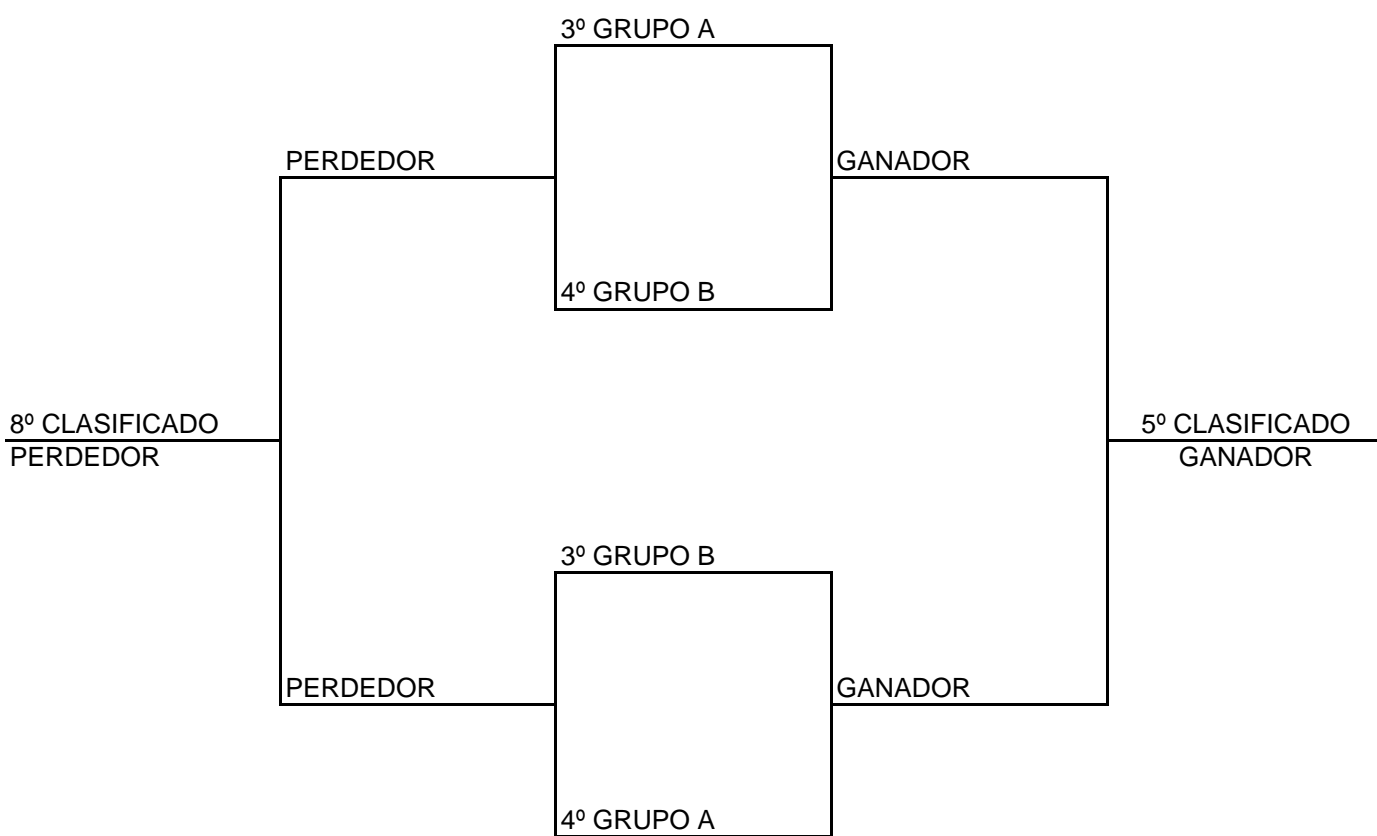 3º GRUPO A
PERDEDOR
GANADOR
4º GRUPO B
8º CLASIFICADO
PERDEDOR
5º CLASIFICADO
GANADOR
3º GRUPO B
PERDEDOR
GANADOR
4º GRUPO A